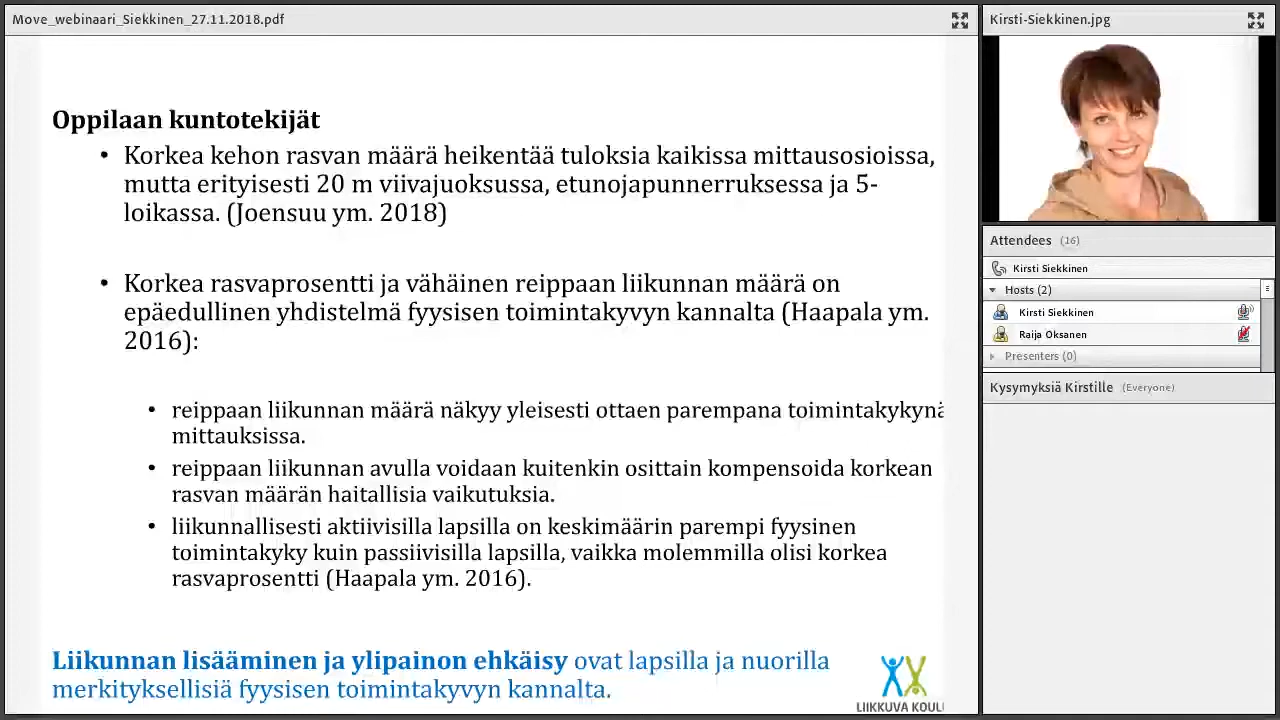 Move_webinaari_Siekkinen_27.11.2018.pdf
Oppilaan kuntotekijät
• Korkea kehon rasvan määrä heikentää tuloksia kaikissa mittausosioissa,
mutta erityisesti 20 m viivajuoksussa, etunojapunnerruksessa ja 5-
loikassa. (Joensuu ym. 2018)
• Korkea rasvaprosentti ja vähäinen reippaan liikunnan määrä on
epäedullinen yhdistelmä fyysisen toimintakyvyn kannalta (Haapala ym.
2016):
• reippaan liikunnan määrä näkyy yleisesti ottaen parempana toimintakykynä
mittauksissa.
• reippaan liikunnan avulla voidaan kuitenkin osittain kompensoida korkean
rasvan määrän haitallisia vaikutuksia.
• liikunnallisesti aktiivisilla lapsilla on keskimäärin parempi fyysinen
toimintakyky kuin passiivisilla lapsilla, vaikka molemmilla olisi korkea
rasvaprosentti (Haapala ym. 2016).
Liikunnan lisääminen ja ylipainon ehkäisy ovat lapsilla ja nuorilla
merkityksellisiä fyysisen toimintakyvyn kannalta.
LIIKKUVA KOULU
Kirsti-Siekkinen.jpg
Attendees (16)
Kirsti Siekkinen
Hosts (2)
Kirsti Siekkinen
Raija Oksanen
Presenters (0)
Kysymyksiä Kirstille (Everyone)